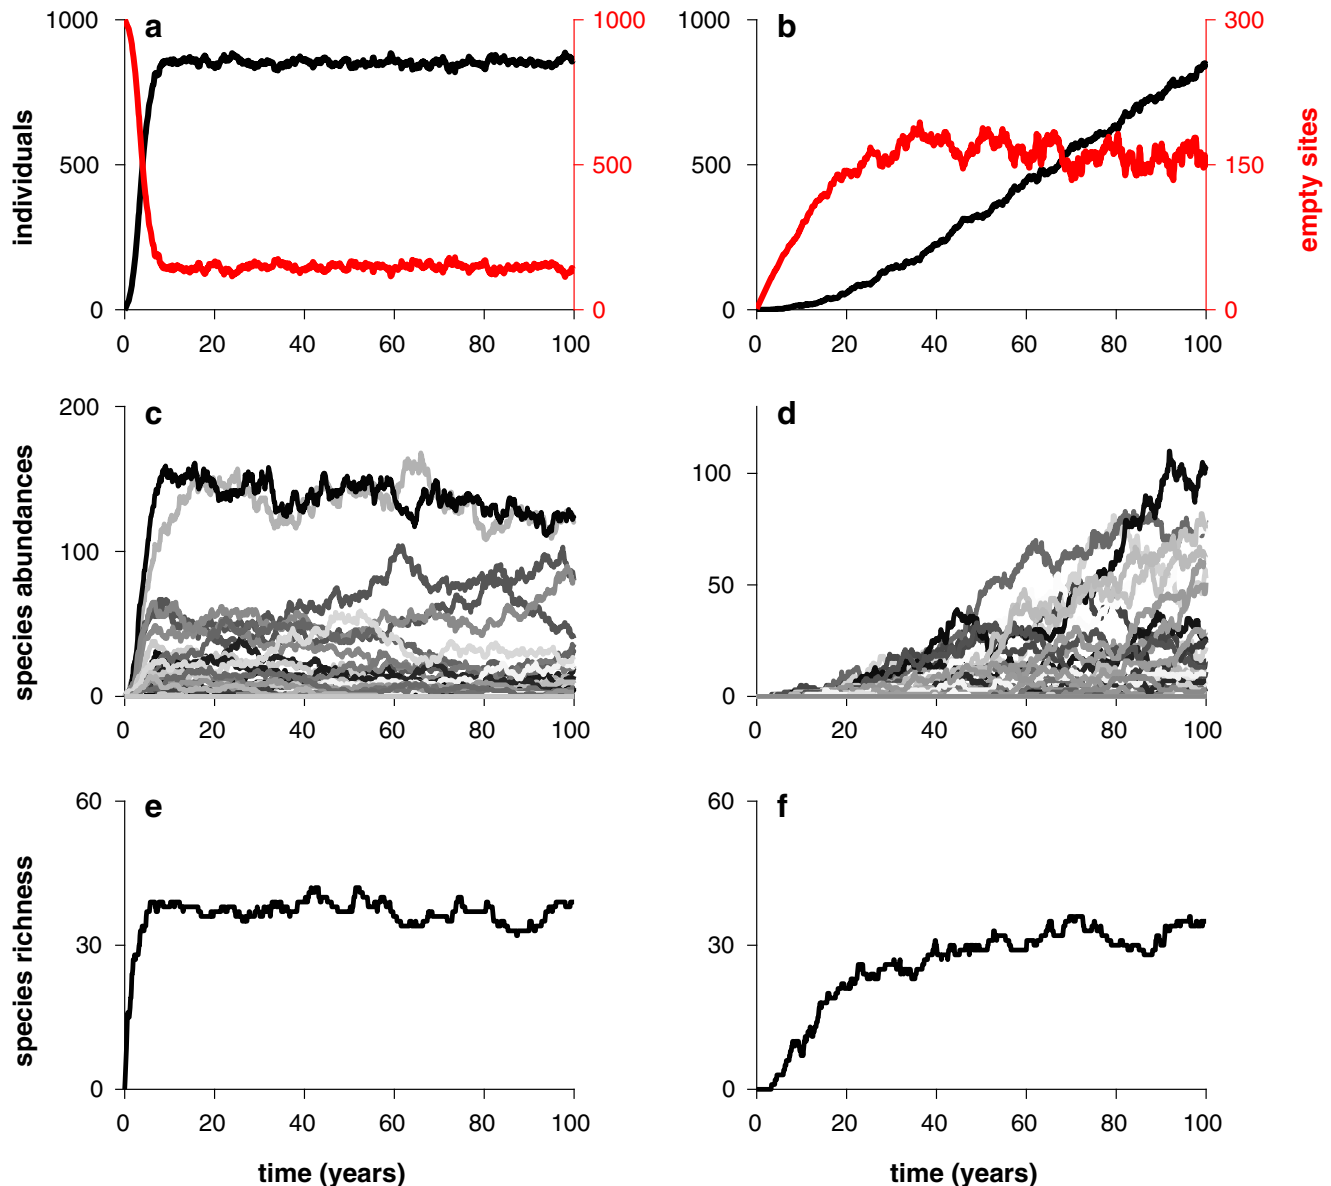 a
b
1000
500
0
1000
500
0
1000
500
0
300
150
0
individuals
empty sites
0 20 40 60 80 100
0 20 40 60 80 100
c
d
200
100
0
100
50
0
species abundances
0 20 40 60 80 100
0 20 40 60 80 100
e
f
60
30
0
60
30
0
species richness
0 20 40 60 80 100
0 20 40 60 80 100
time (years)
time (years)